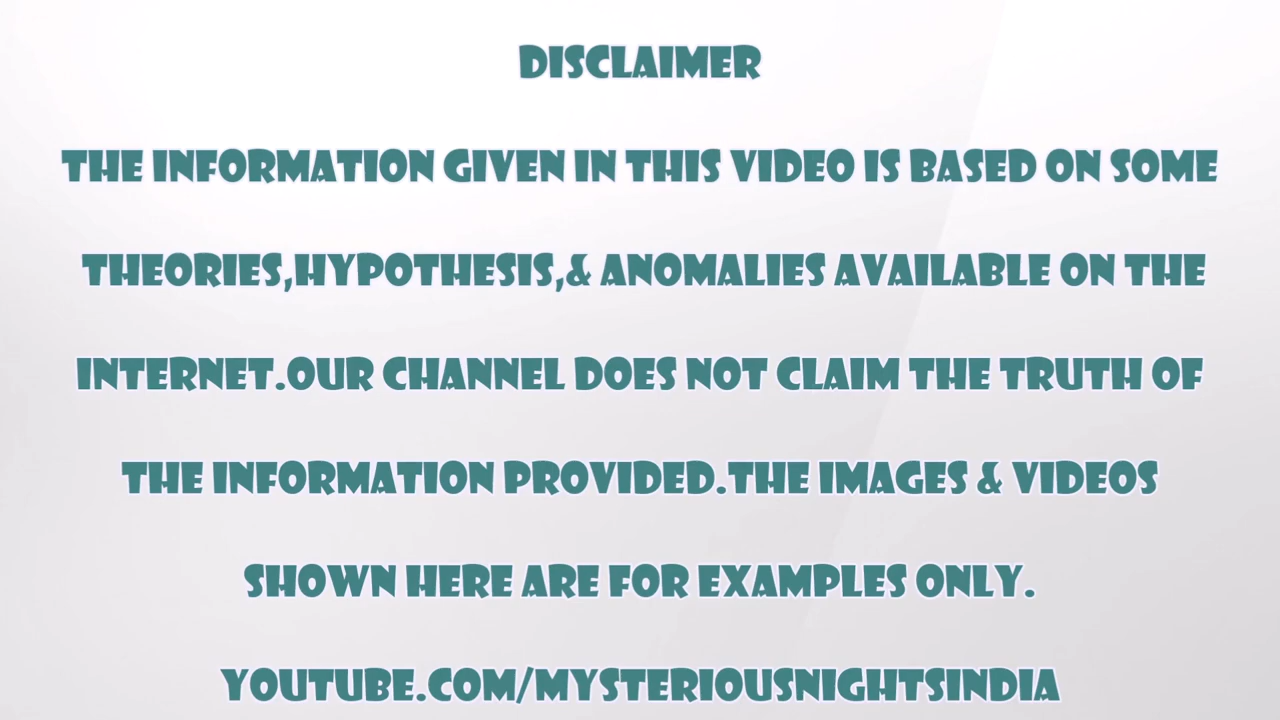 DISCLAIMER
THE INFORMATION GIVEN IN THIS VIDEO IS BASED ON SOME
THEORIES,HYPOTHESIS,& ANOMALIES AVAILABLE ON THE
INTERNET.OUR CHANNEL DOES NOT CLAIM THE TRUTH OF
THE INFORMATION PROVIDED.THE IMAGES & VIDEOS
SHOWN HERE ARE FOR EXAMPLES ONLY.
YOUTUBE.COM/MYSTERIOUSNIGHTSINDIA